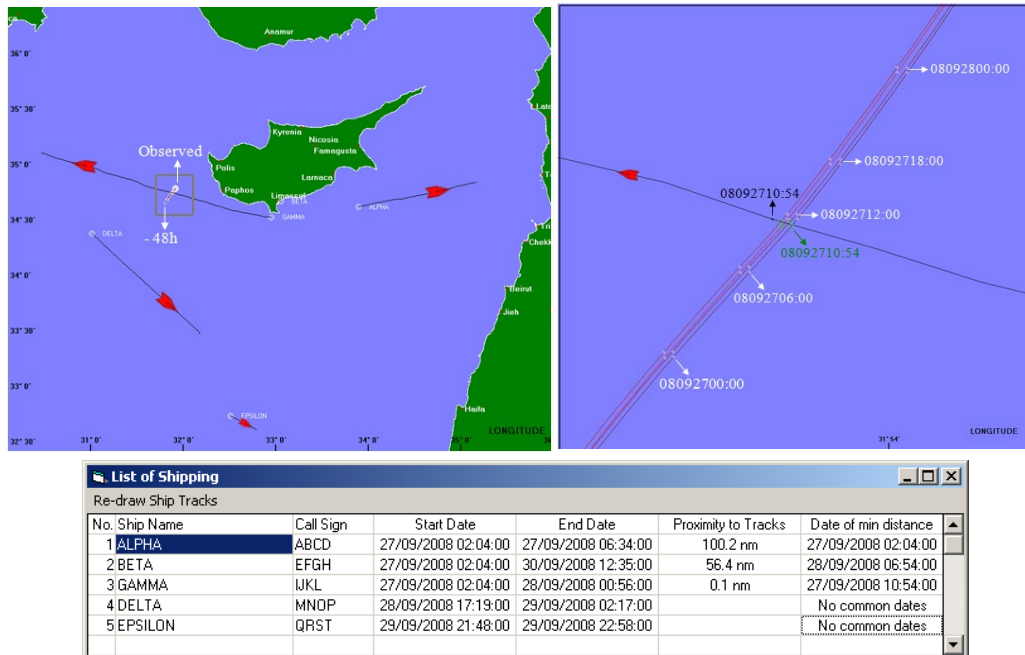 Anamur
36° 0'
35° 30'
Lata
Kyrenia
Nicosia
Famagusta
Observed
35° 0'
Polis
Larnaca
Paphos
Limassol
BETA
ALPHA
GAMMA
34° 30'
- 48h
DELTA
Chekk
34° 0'
Beirut
Jieh
33° 30'
33° 0'
EPSILON
Haifa
LONGITUDE
32° 30'
31° 0'
32° 0'
33° 0'
34° 0'
08092800:00
08092718:00
08092710:54
08092712:00
08092710:54
08092706:00
08092700:00
31° 54'
LONGITUDE
List of Shipping
Re-draw Ship Tracks
No. Ship Name Call Sign Start Date End Date Proximity to Tracks Date of min distance
1 ALPHA ABCD 27/09/2008 02:04:00 27/09/2008 06:34:00 100.2 nm 27/09/2008 02:04:00
2 BETA EFGH 27/09/2008 02:04:00 30/09/2008 12:35:00 56.4 nm 28/09/2008 06:54:00
3 GAMMA IJKL 27/09/2008 02:04:00 28/09/2008 00:56:00 0.1 nm 27/09/2008 10:54:00
4 DELTA MNOP 28/09/2008 17:19:00 29/09/2008 02:17:00 No common dates
5 EPSILON QRST 29/09/2008 21:48:00 29/09/2008 22:58:00 No common dates